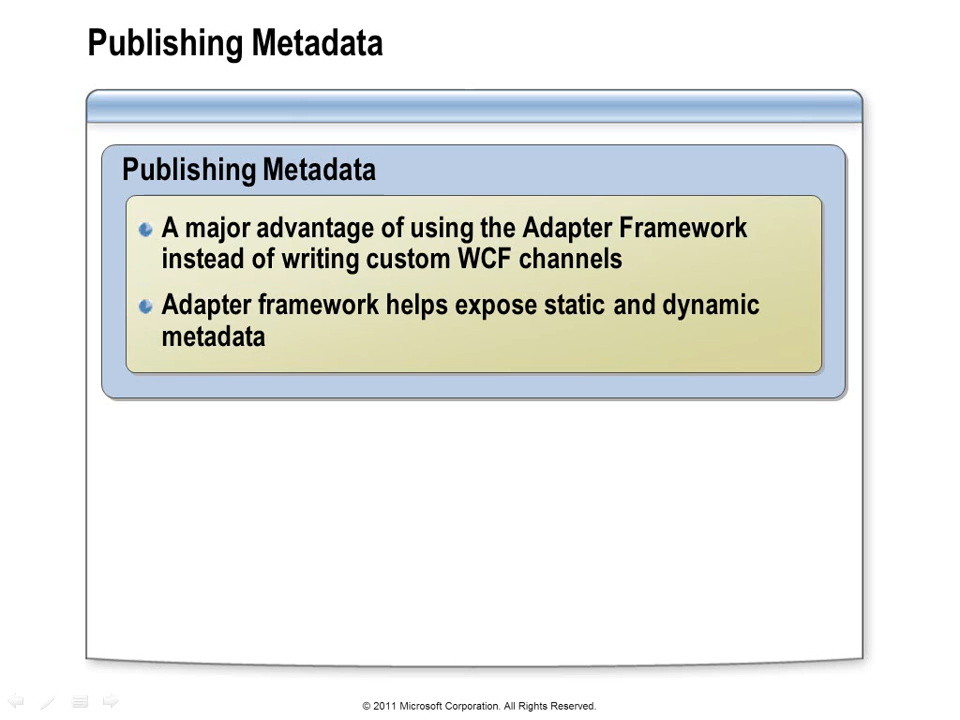 Publishing Metadata
Publishing Metadata
A major advantage of using the Adapter Framework
instead of writing custom WCF channels
Adapter framework helps expose static and dynamic
metadata
© 2011 Microsoft Corporation. All Rights Reserved.